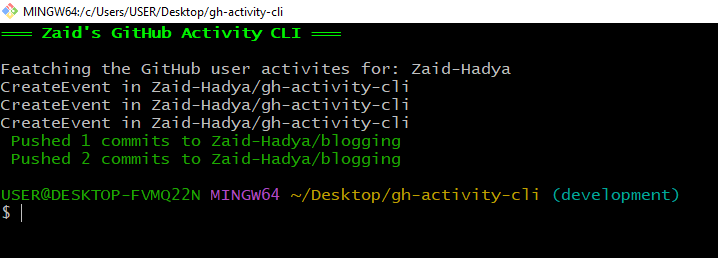 MINGW64:/c/Users/USER/Desktop/gh-activity-cli
=== Zaid's GitHub Activity CLI ===
Featching the GitHub user activites for: Zaid-Hadya
CreateEvent in Zaid-Hadya/gh-activity-cli
CreateEvent in Zaid-Hadya/gh-activity-cli
CreateEvent in Zaid-Hadya/gh-activity-cli
Pushed 1 commits to Zaid-Hadya/blogging
Pushed 2 commits to Zaid-Hadya/blogging
USER@DESKTOP-FVMQ22N MINGW64 ~/Desktop/gh-activity-cli (development)
$